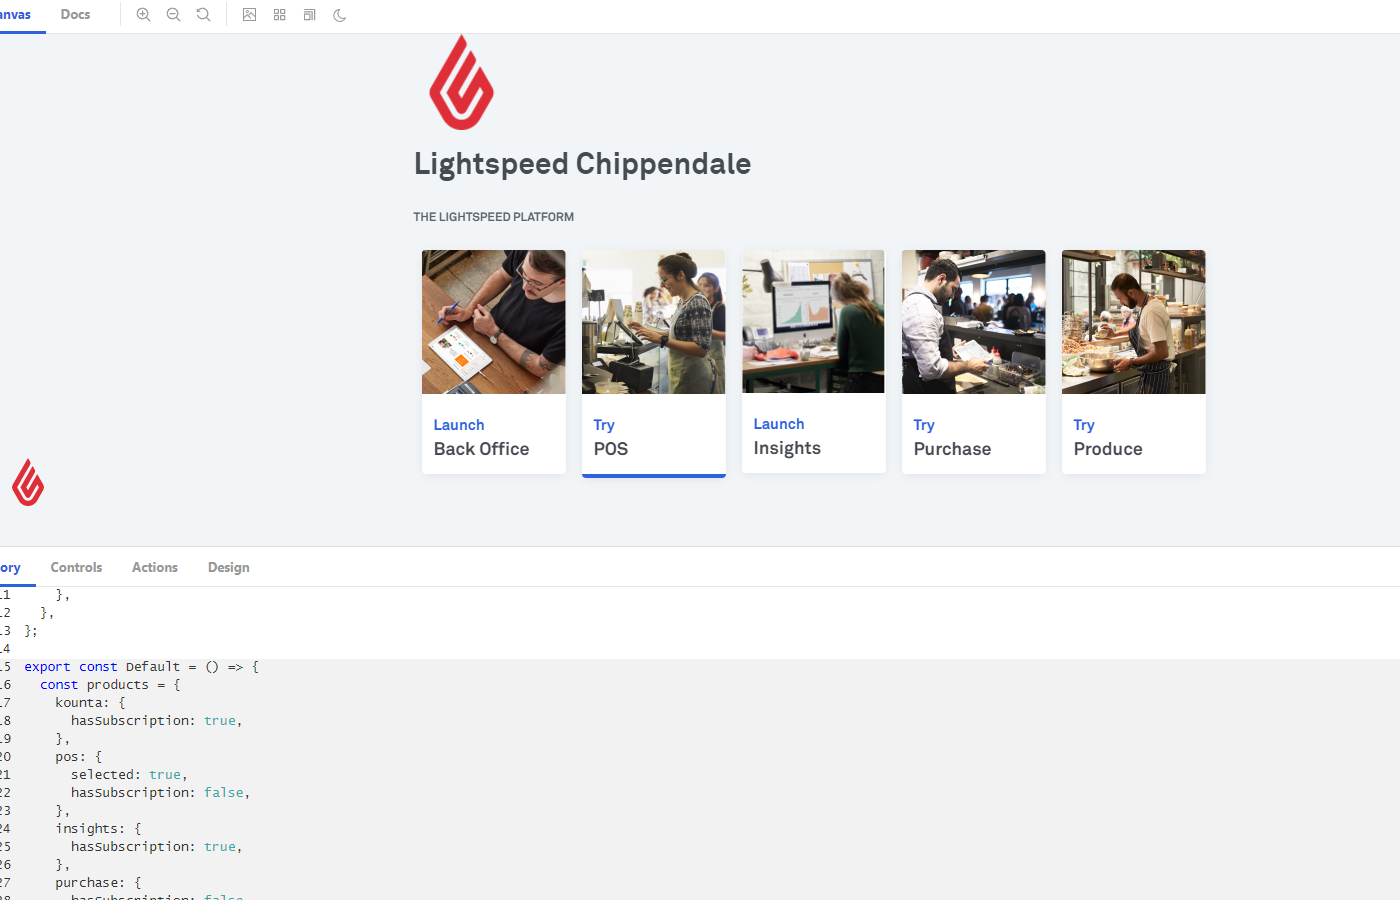 anvas Docs
Lightspeed Chippendale
THE LIGHTSPEED PLATFORM
Launch
Back Office
Try
POS
Launch
Insights
Try
Purchase
Try
Produce
ory Controls Actions Design
11 },
12 },
13 };
14
15 export const Default = () => {
16 const products = {
17 kounta: {
18 hasSubscription: true,
19 },
20 pos: {
21 selected: true,
22 hasSubscription: false,
23 },
24 insights: {
25 hasSubscription: true,
26 },
27 purchase: {
28 hasSubscription: false